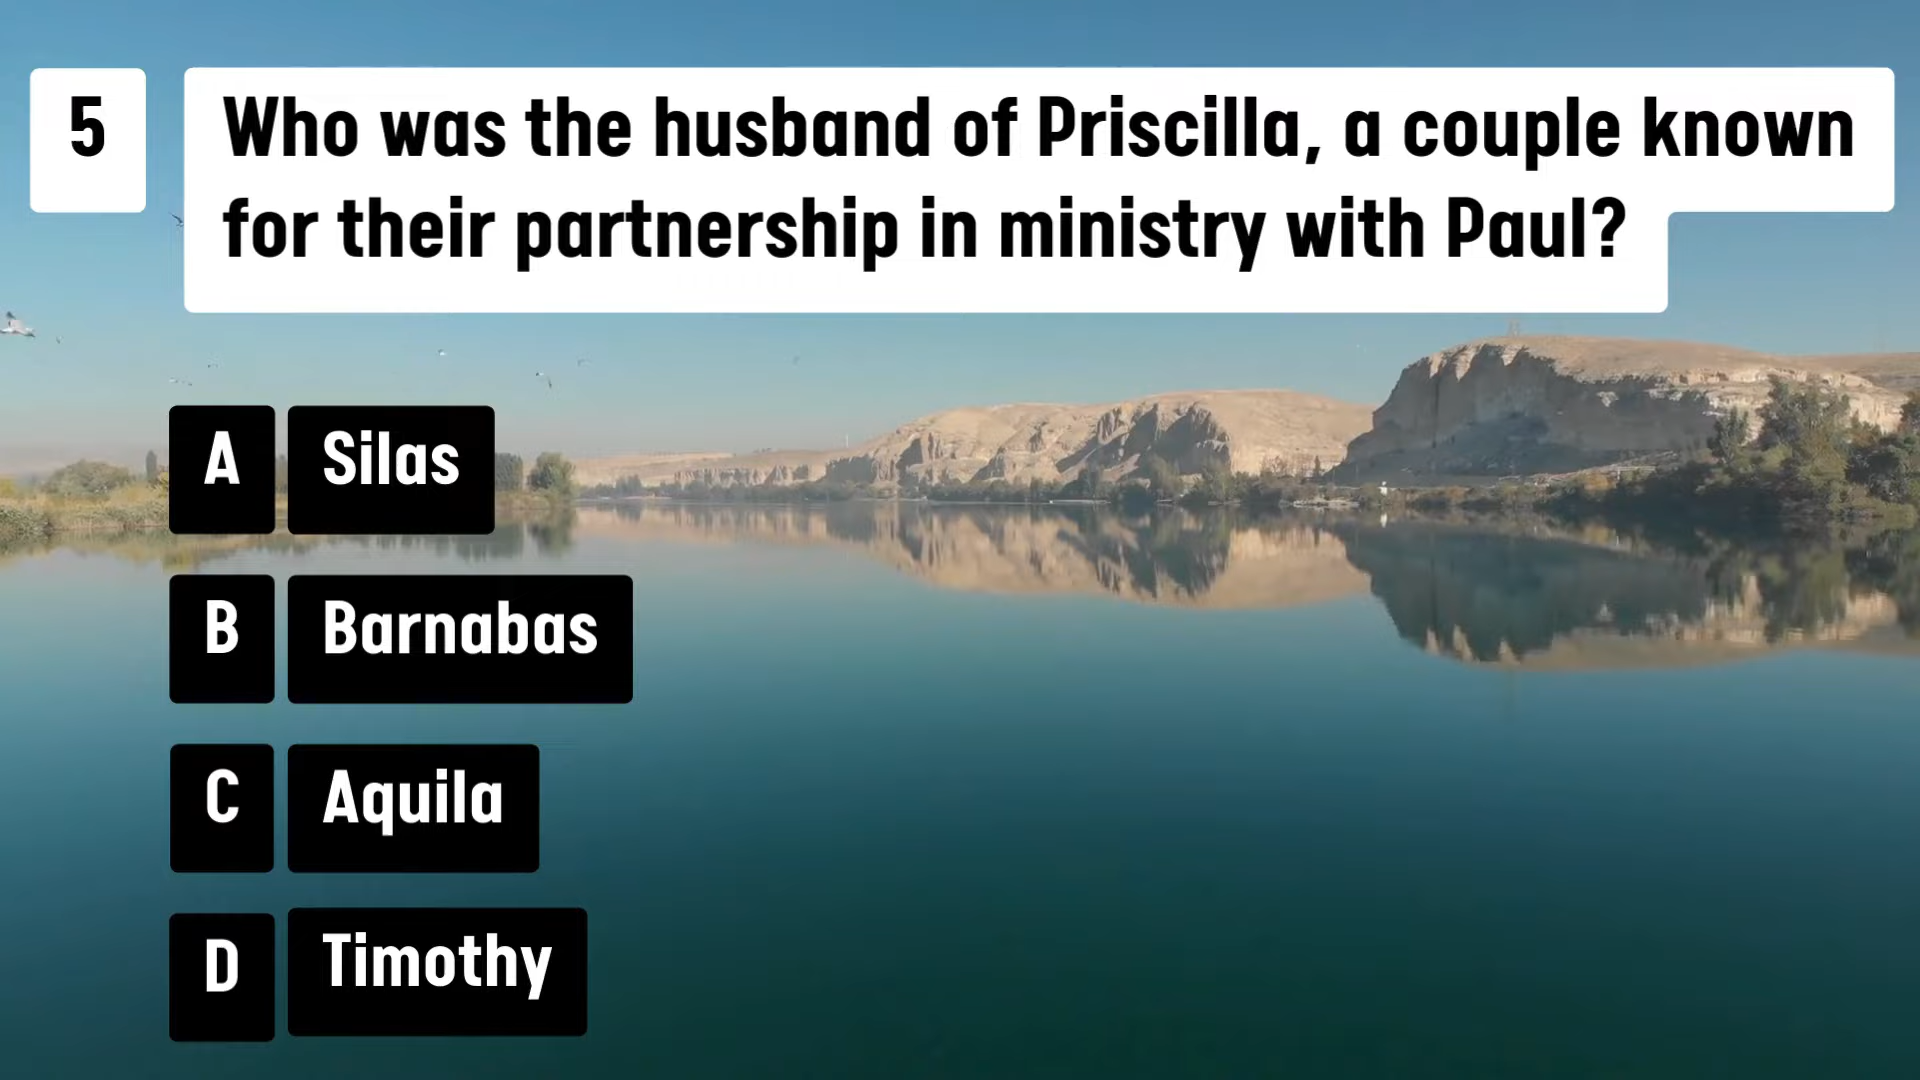 5
Who was the husband of Priscilla, a couple known
for their partnership in ministry with Paul?
A Silas
B Barnabas
C Aquila
D Timothy